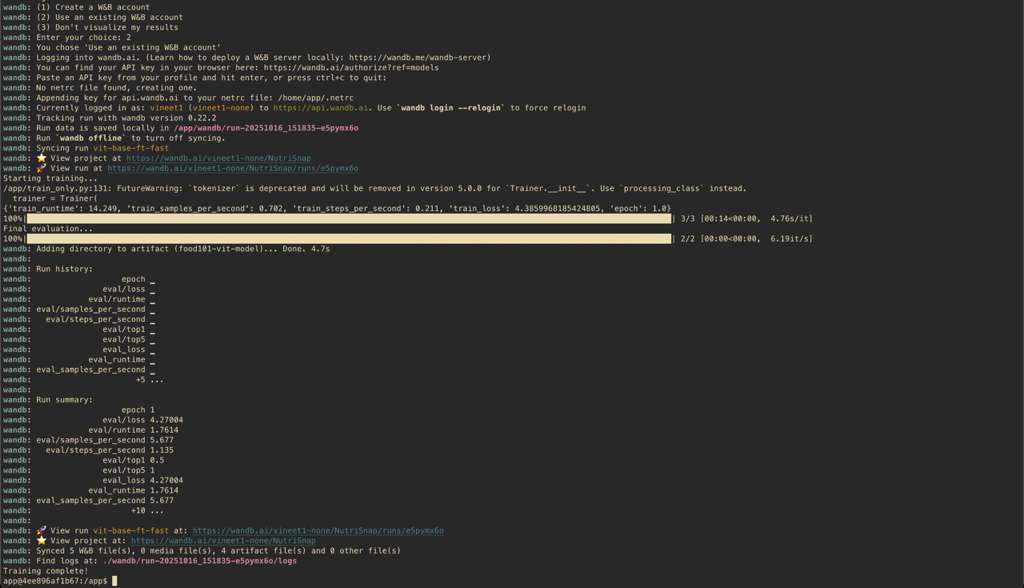 wandb: (1) Create a W&B account
wandb: (2) Use an existing W&B account
wandb: (3) Don't visualize my results
wandb: Enter your choice: 2
wandb: You chose 'Use an existing W&B account'
wandb: Logging into wandb.ai. (Learn how to deploy a W&B server locally: https://wandb.me/wandb-server)
wandb: You can find your API key in your browser here: https://wandb.ai/authorize?ref=models
wandb: Paste an API key from your profile and hit enter, or press ctrl+c to quit:
wandb: No netrc file found, creating one.
wandb: Appending key for api.wandb.ai to your netrc file: /home/app/.netrc
wandb: Currently logged in as: vineet1 (vineet1-none) to https://api.wandb.ai. Use `wandb login --relogin` to force relogin
wandb: Tracking run with wandb version 0.22.2
wandb: Run data is saved locally in /app/wandb/run-20251016_151835-e5pymx6o
wandb: Run `wandb offline` to turn off syncing.
wandb: Syncing run vit-base-ft-fast
wandb: ⭐ View project at https://wandb.ai/vineet1-none/NutriSnap
wandb: 🚀 View run at https://wandb.ai/vineet1-none/NutriSnap/runs/e5pymx6o
Starting training...
/app/train_only.py:131: FutureWarning: `tokenizer` is deprecated and will be removed in version 5.0.0 for `Trainer.__init__`. Use `processing_class` instead.
  trainer = Trainer(
{'train_runtime': 14.249, 'train_samples_per_second': 0.702, 'train_steps_per_second': 0.211, 'train_loss': 4.3859968185424805, 'epoch': 1.0}
100%| | 3/3 [00:14<00:00,  4.76s/it]
Final evaluation...
100%| | 2/2 [00:00<00:00,  6.19it/s]
wandb: Adding directory to artifact (food101-vit-model)... Done. 4.7s
wandb:
wandb: Run history:
wandb: epoch ▁
wandb: eval/loss ▁
wandb: eval/runtime ▁
wandb: eval/samples_per_second ▁
wandb: eval/steps_per_second ▁
wandb: eval/top1 ▁
wandb: eval/top5 ▁
wandb: eval_loss ▁
wandb: eval_runtime ▁
wandb: eval_samples_per_second ▁
wandb: +5 ...
wandb:
wandb: Run summary:
wandb: epoch 1
wandb: eval/loss 4.27004
wandb: eval/runtime 1.7614
wandb: eval/samples_per_second 5.677
wandb: eval/steps_per_second 1.135
wandb: eval/top1 0.5
wandb: eval/top5 1
wandb: eval_loss 4.27004
wandb: eval_runtime 1.7614
wandb: eval_samples_per_second 5.677
wandb: +10 ...
wandb:
wandb: 🚀 View run vit-base-ft-fast at: https://wandb.ai/vineet1-none/NutriSnap/runs/e5pymx6o
wandb: ⭐ View project at: https://wandb.ai/vineet1-none/NutriSnap
wandb: Synced 5 W&B file(s), 0 media file(s), 4 artifact file(s) and 0 other file(s)
wandb: Find logs at: ./wandb/run-20251016_151835-e5pymx6o/logs
Training complete!
app@4ee896af1b67:/app$